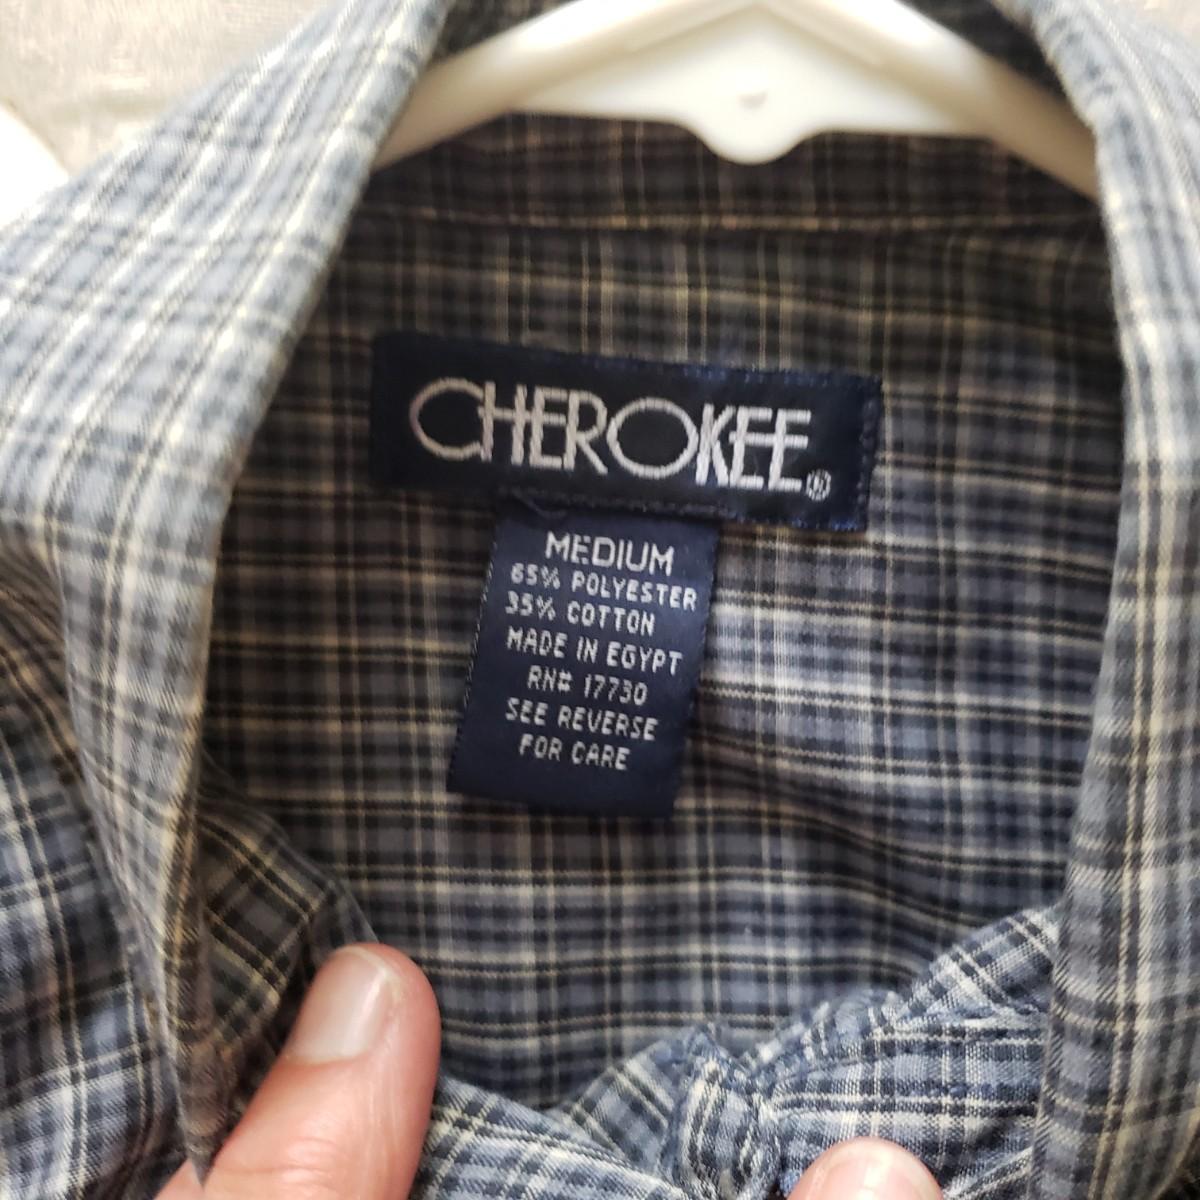 CHEROKEE®
MEDIUM
65% POLYESTER
35% COTTON
MADE IN EGYPT
RN# 17730
SEE REVERSE
FOR CARE